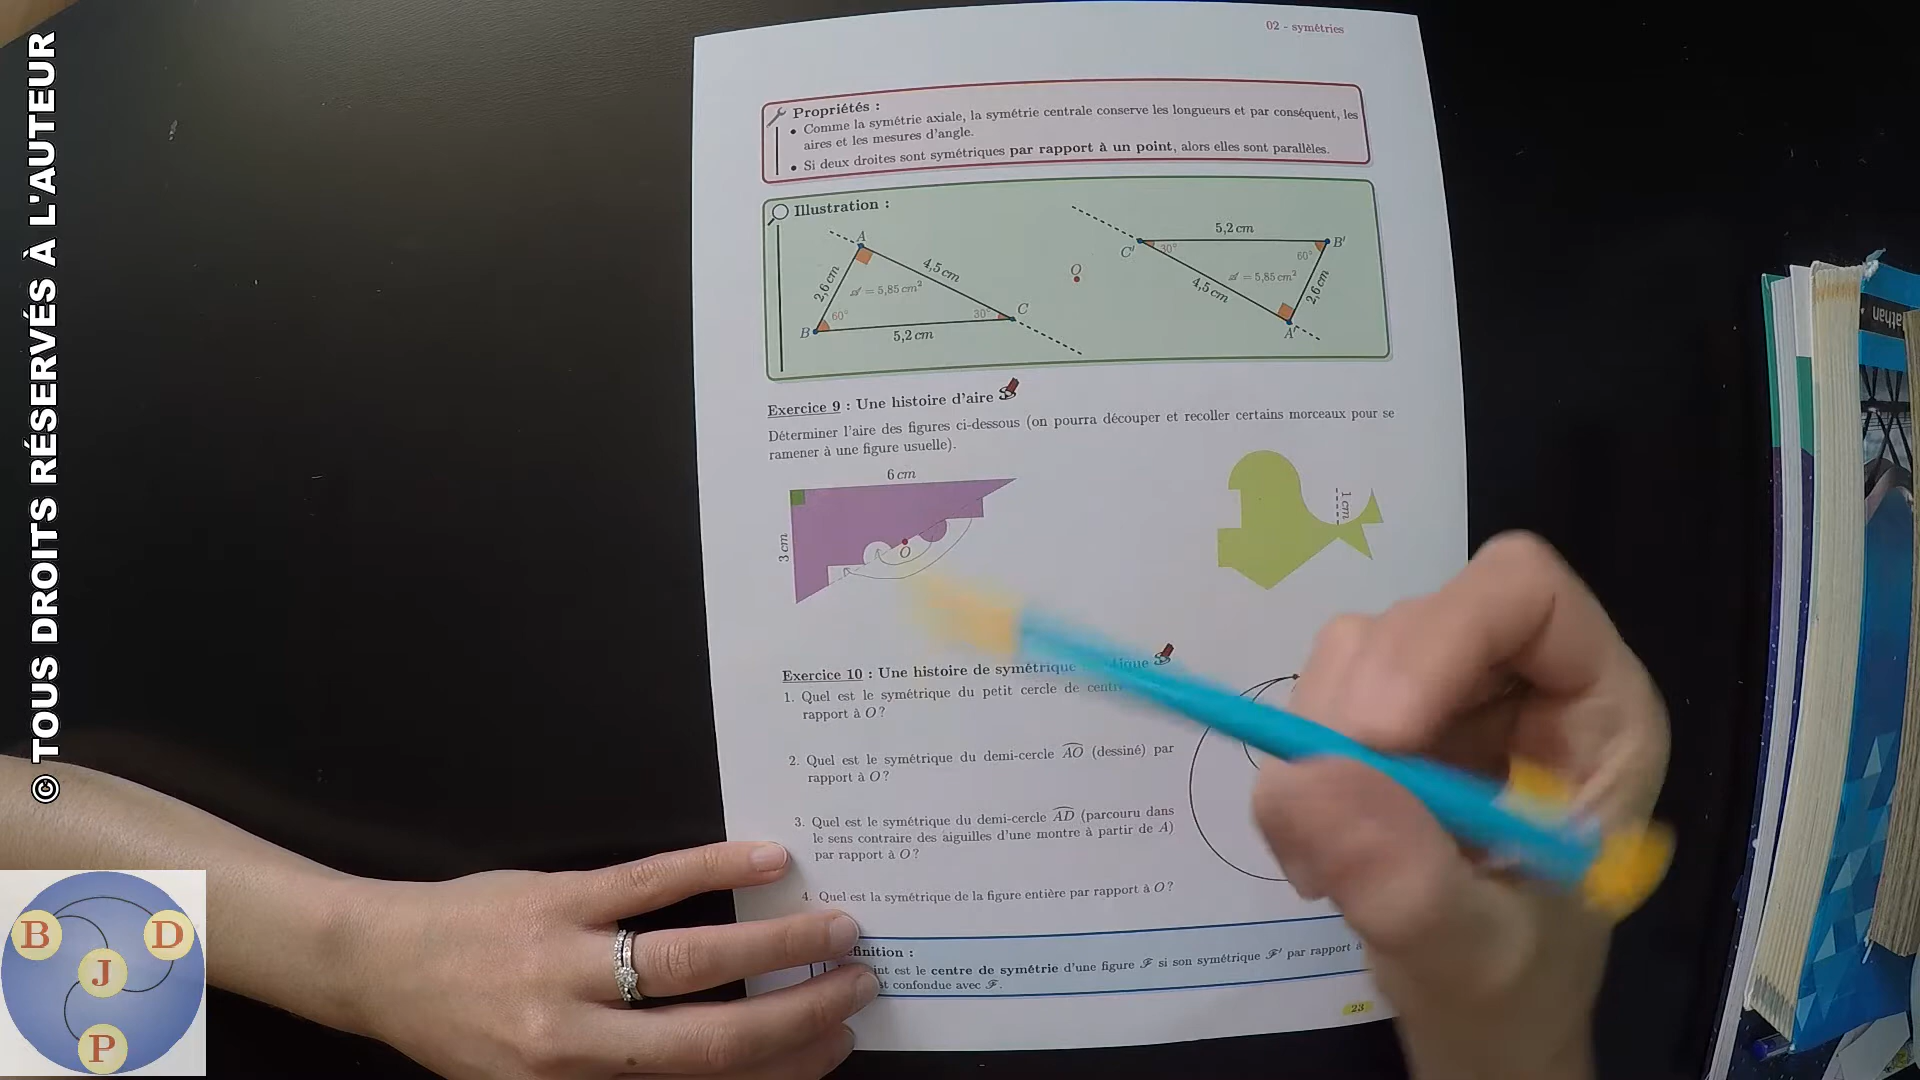 © TOUS DROITS RÉSERVÉS À L'AUTEUR
02 - symétries
Propriétés :
• Comme la symétrie axiale, la symétrie centrale conserve les longueurs et par conséquent, les
aires et les mesures d'angle.
• Si deux droites sont symétriques par rapport à un point, alors elles sont parallèles.
Illustration :
A
2,6 cm
4,5 cm
𝒜 = 5,85 cm²
60°
30°
B
C
5,2 cm
O
5,2 cm
C'
30°
60°
B'
𝒜 = 5,85 cm²
4,5 cm
2,6 cm
A'
Exercice 9 : Une histoire d'aire
Déterminer l'aire des figures ci-dessous (on pourra découper et recoller certains morceaux pour se
ramener à une figure usuelle).
6 cm
3 cm
O
1 cm
Exercice 10 : Une histoire de symétrique
1. Quel est le symétrique du petit cercle de
rapport à O ?
2. Quel est le symétrique du demi-cercle AO (dessiné) par
rapport à O ?
3. Quel est le symétrique du demi-cercle AD (parcouru dans
le sens contraire des aiguilles d'une montre à partir de A)
par rapport à O ?
4. Quel est la symétrique de la figure entière par rapport à O ?
finition :
int est le centre de symétrie d'une figure ℱ si son symétrique ℱ' par rapport à
st confondue avec ℱ.
23
B D
J
P